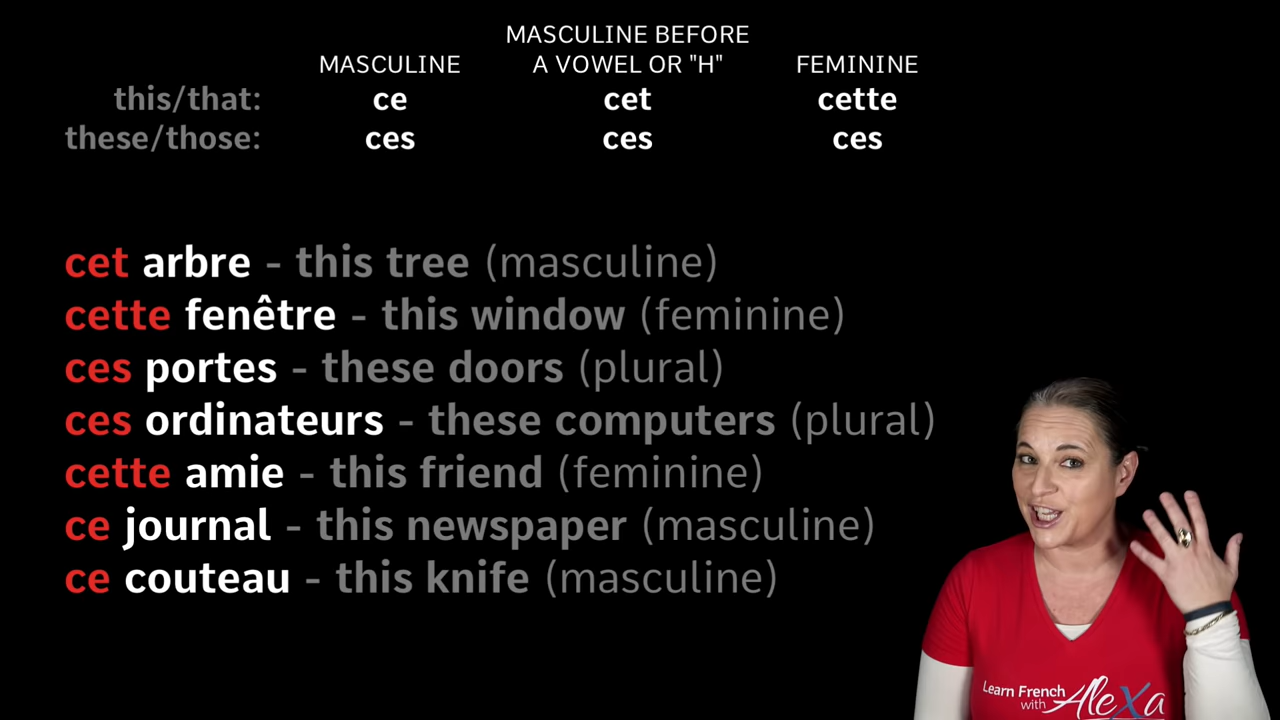 MASCULINE BEFORE
MASCULINE A VOWEL OR "H" FEMININE
this/that: ce cet cette
these/those: ces ces ces
cet arbre - this tree (masculine)
cette fenêtre - this window (feminine)
ces portes - these doors (plural)
ces ordinateurs - these computers (plural)
cette amie - this friend (feminine)
ce journal - this newspaper (masculine)
ce couteau - this knife (masculine)
Learn French
with Alexa